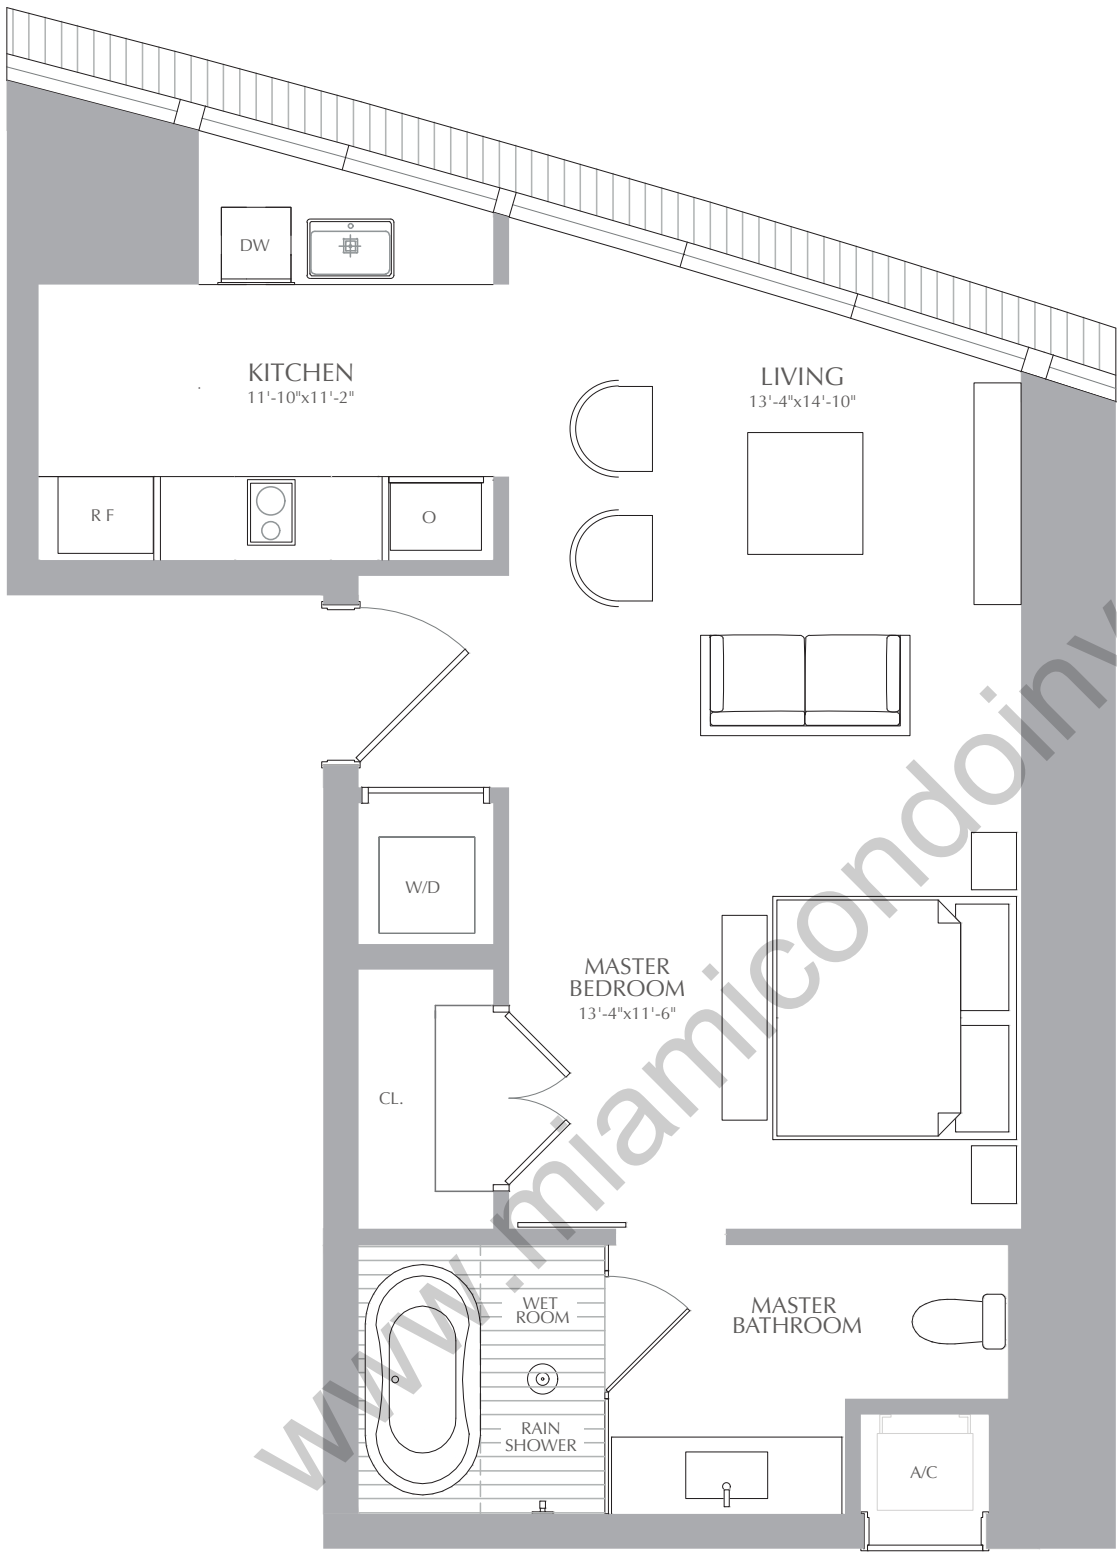 DW
KITCHEN
11'-10"x11'-2"
LIVING
13'-4"x14'-10"
R F
O
W/D
MASTER
BEDROOM
13'-4"x11'-6"
CL.
WET
ROOM
MASTER
BATHROOM
RAIN
SHOWER
A/C
www.miamicondoinv